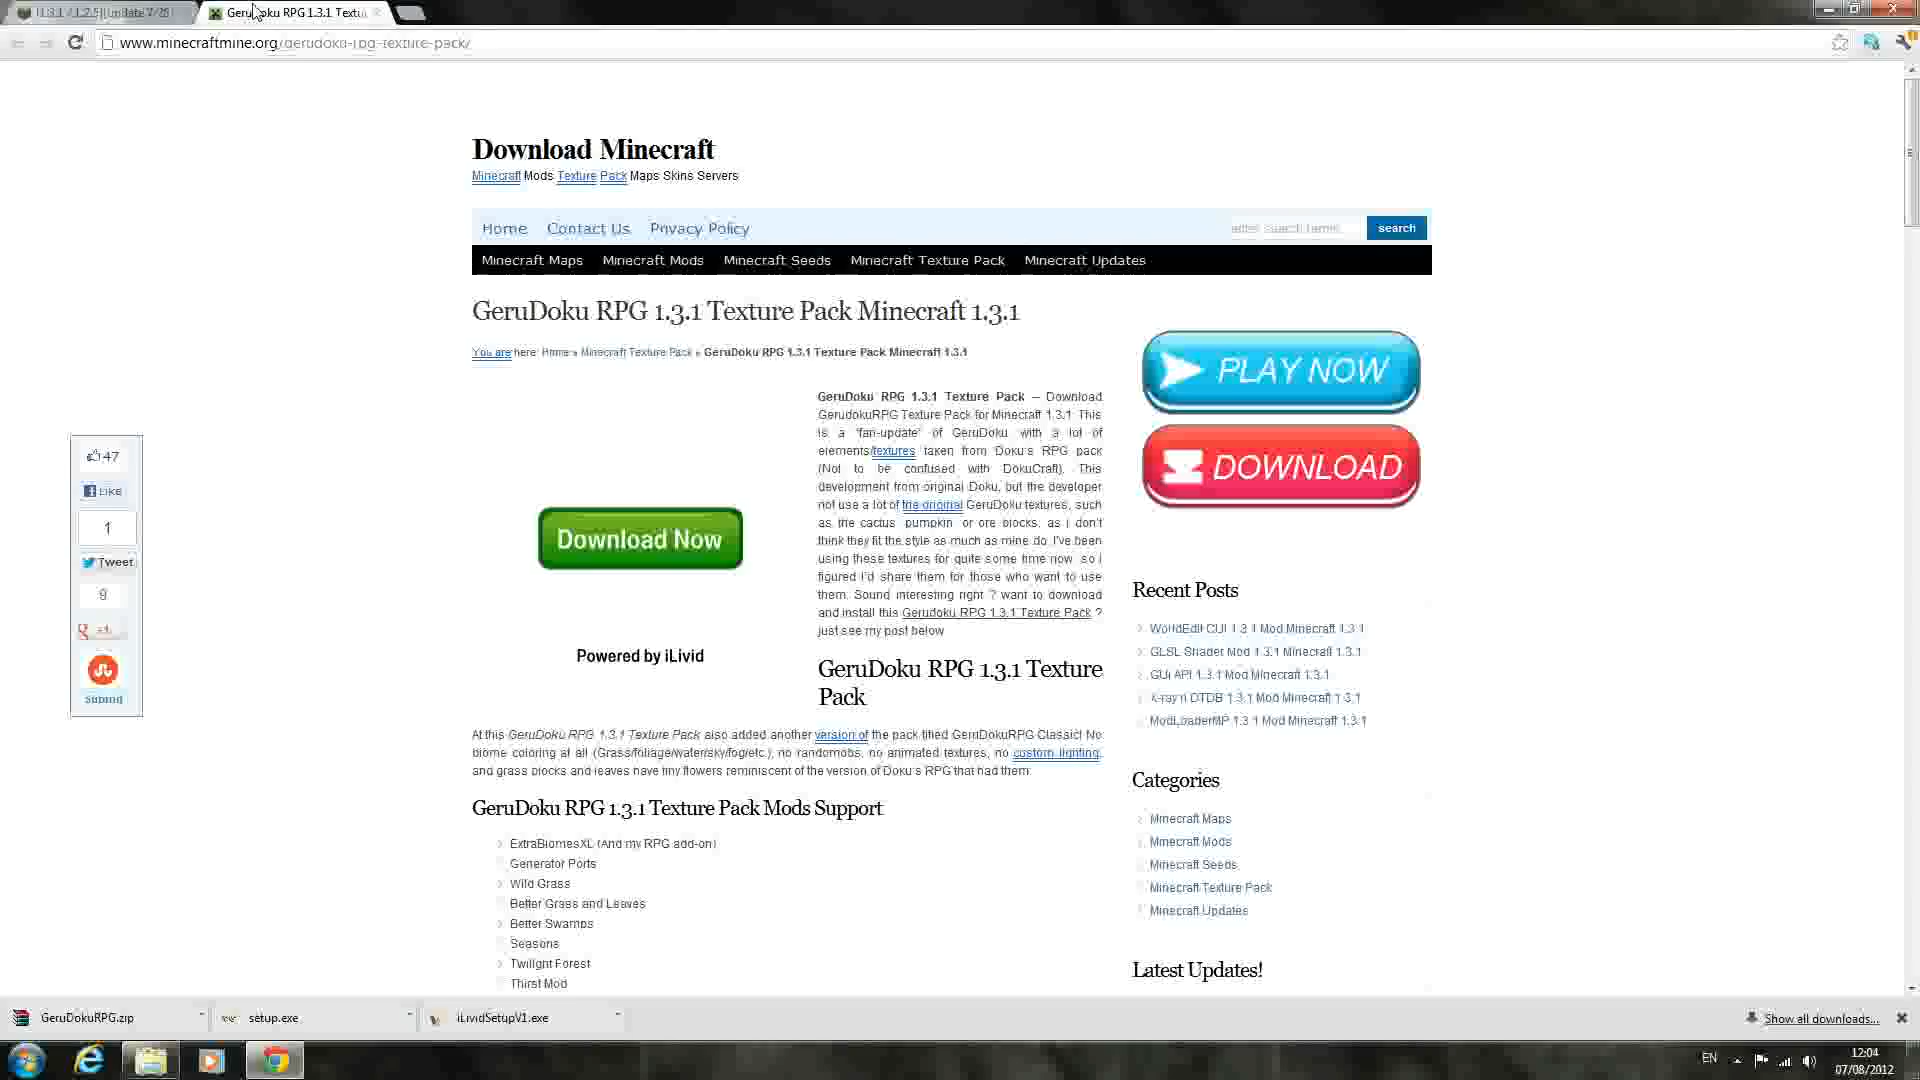 [1.3.1 / 1.2.5][Update 7/28]
GeruDoku RPG 1.3.1 Textu
www.minecraftmine.org/gerudoku-rpg-texture-pack/
Download Minecraft
Minecraft Mods Texture Pack Maps Skins Servers
Home Contact Us Privacy Policy
enter search terms...
search
Minecraft Maps Minecraft Mods Minecraft Seeds Minecraft Texture Pack Minecraft Updates
GeruDoku RPG 1.3.1 Texture Pack Minecraft 1.3.1
You are here: Home » Minecraft Texture Pack » GeruDoku RPG 1.3.1 Texture Pack Minecraft 1.3.1
47
Like
1
Tweet
9
+1
Submit
Download Now
Powered by iLivid
GeruDoku RPG 1.3.1 Texture Pack – Download
GerudokuRPG Texture Pack for Minecraft 1.3.1. This
is a 'fan-update' of GeruDoku with a lot of
elements/textures taken from Doku's RPG pack
(Not to be confused with DokuCraft). This
development from original Doku, but the developer
not use a lot of the original GeruDoku textures, such
as the cactus, pumpkin, or ore blocks, as I don't
think they fit the style as much as mine do. I've been
using these textures for quite some time now, so I
figured I'd share them for those who want to use
them. Sound interesting right ? want to download
and install this Gerudoku RPG 1.3.1 Texture Pack ?
just see my post below
GeruDoku RPG 1.3.1 Texture
Pack
At this GeruDoku RPG 1.3.1 Texture Pack also added another version of the pack titled GeruDokuRPG Classic! No
biome coloring at all (Grass/foliage/water/sky/fog/etc.), no randomobs, no animated textures, no custom lighting,
and grass blocks and leaves have tiny flowers reminiscent of the version of Doku's RPG that had them.
GeruDoku RPG 1.3.1 Texture Pack Mods Support
ExtraBiomesXL (And my RPG add-on)
Generator Ports
Wild Grass
Better Grass and Leaves
Better Swamps
Seasons
Twilight Forest
Thirst Mod
PLAY NOW
DOWNLOAD
Recent Posts
WorldEdit CUI 1.3.1 Mod Minecraft 1.3.1
GLSL Shader Mod 1.3.1 Minecraft 1.3.1
GUI API 1.3.1 Mod Minecraft 1.3.1
X-ray n DTDB 1.3.1 Mod Minecraft 1.3.1
ModLoaderMP 1.3.1 Mod Minecraft 1.3.1
Categories
Minecraft Maps
Minecraft Mods
Minecraft Seeds
Minecraft Texture Pack
Minecraft Updates
Latest Updates!
GeruDokuRPG.zip
setup.exe
iLividSetupV1.exe
Show all downloads...
EN
12:04
07/08/2012